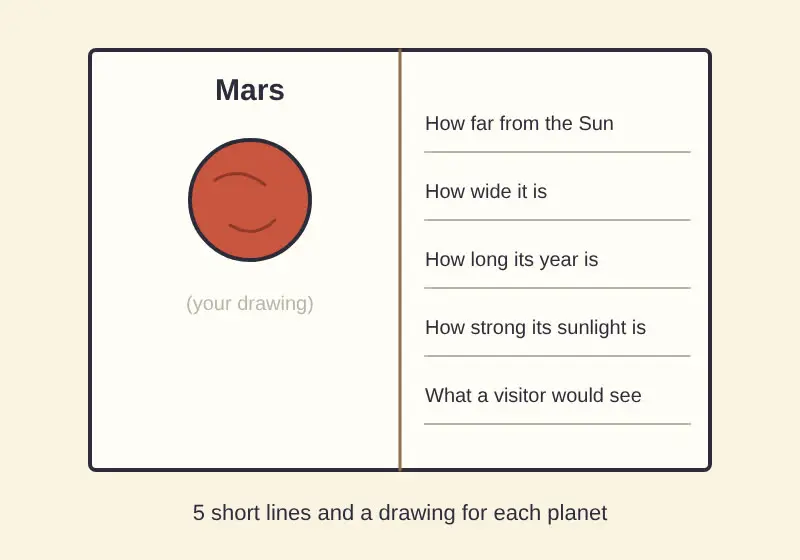 Mars
(your drawing)
How far from the Sun
How wide it is
How long its year is
How strong its sunlight is
What a visitor would see
5 short lines and a drawing for each planet